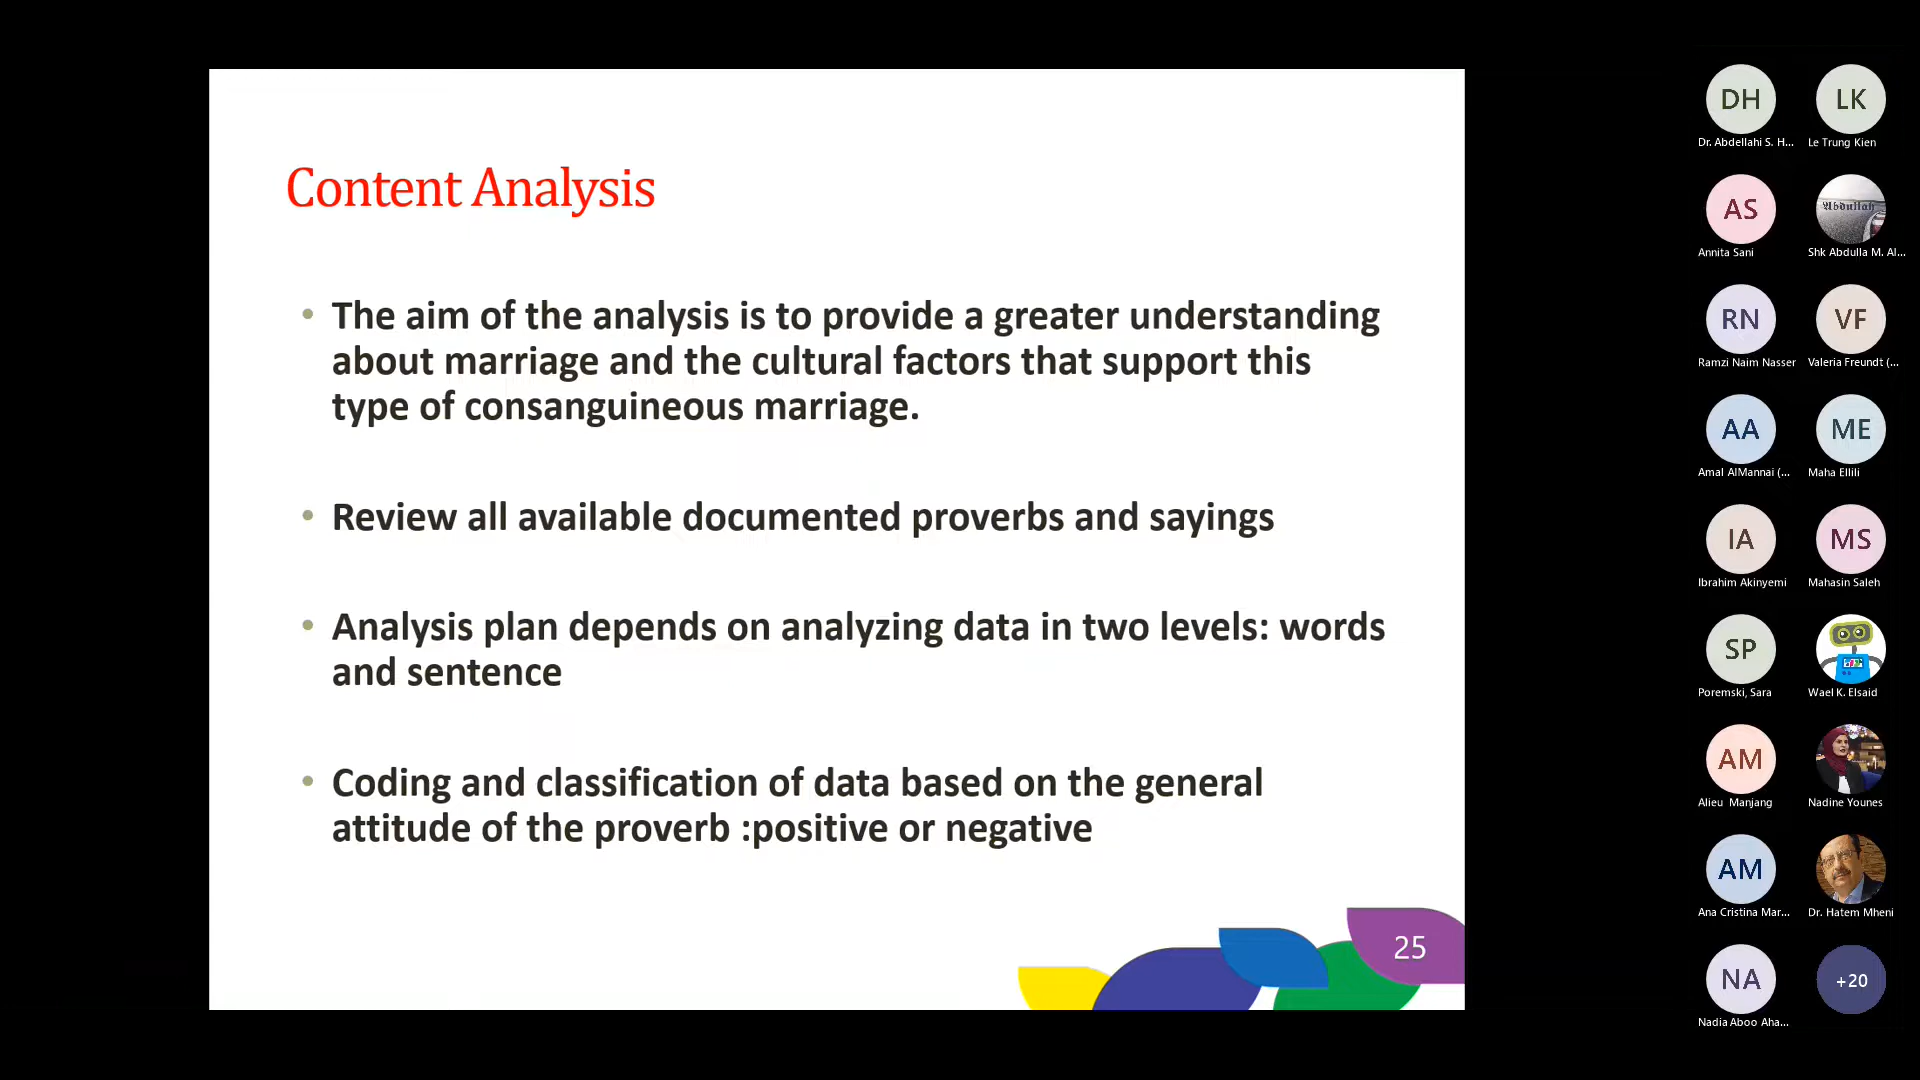 Content Analysis
• The aim of the analysis is to provide a greater understanding
about marriage and the cultural factors that support this
type of consanguineous marriage.
• Review all available documented proverbs and sayings
• Analysis plan depends on analyzing data in two levels: words
and sentence
• Coding and classification of data based on the general
attitude of the proverb :positive or negative
25
DH
LK
Dr. Abdellahi S. H...
Le Trung Kien
AS
Abdullah
Annita Sani
Shk Abdulla M. Al...
RN
VF
Ramzi Naim Nasser
Valeria Freundt (...
AA
ME
Amal AlMannai (...
Maha Ellili
IA
MS
Ibrahim Akinyemi
Mahasin Saleh
SP
Poremski, Sara
Wael K. Elsaid
AM
Alieu Manjang
Nadine Younes
AM
Ana Cristina Mar...
Dr. Hatem Mheni
NA
+20
Nadia Aboo Aha...